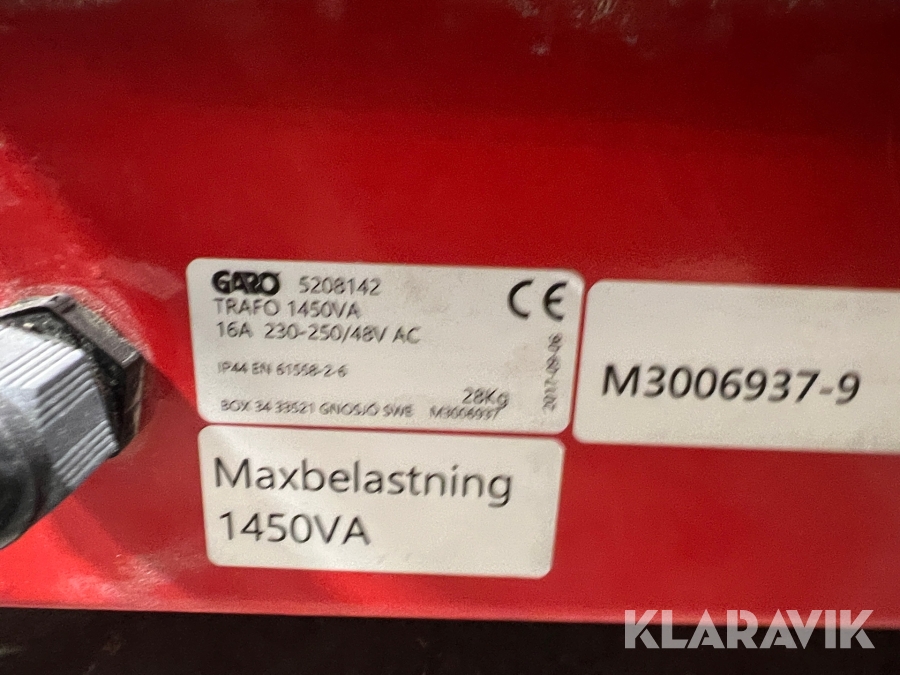 GARO 5208142
TRAFO 1450VA
16A 230-250/48V AC
IP44 EN 61558-2-6
28Kg
BOX 34 33521 GNOSJO SWE M3006937
CE
2017-09-06
M3006937-9
Maxbelastning
1450VA
KLARAVIK